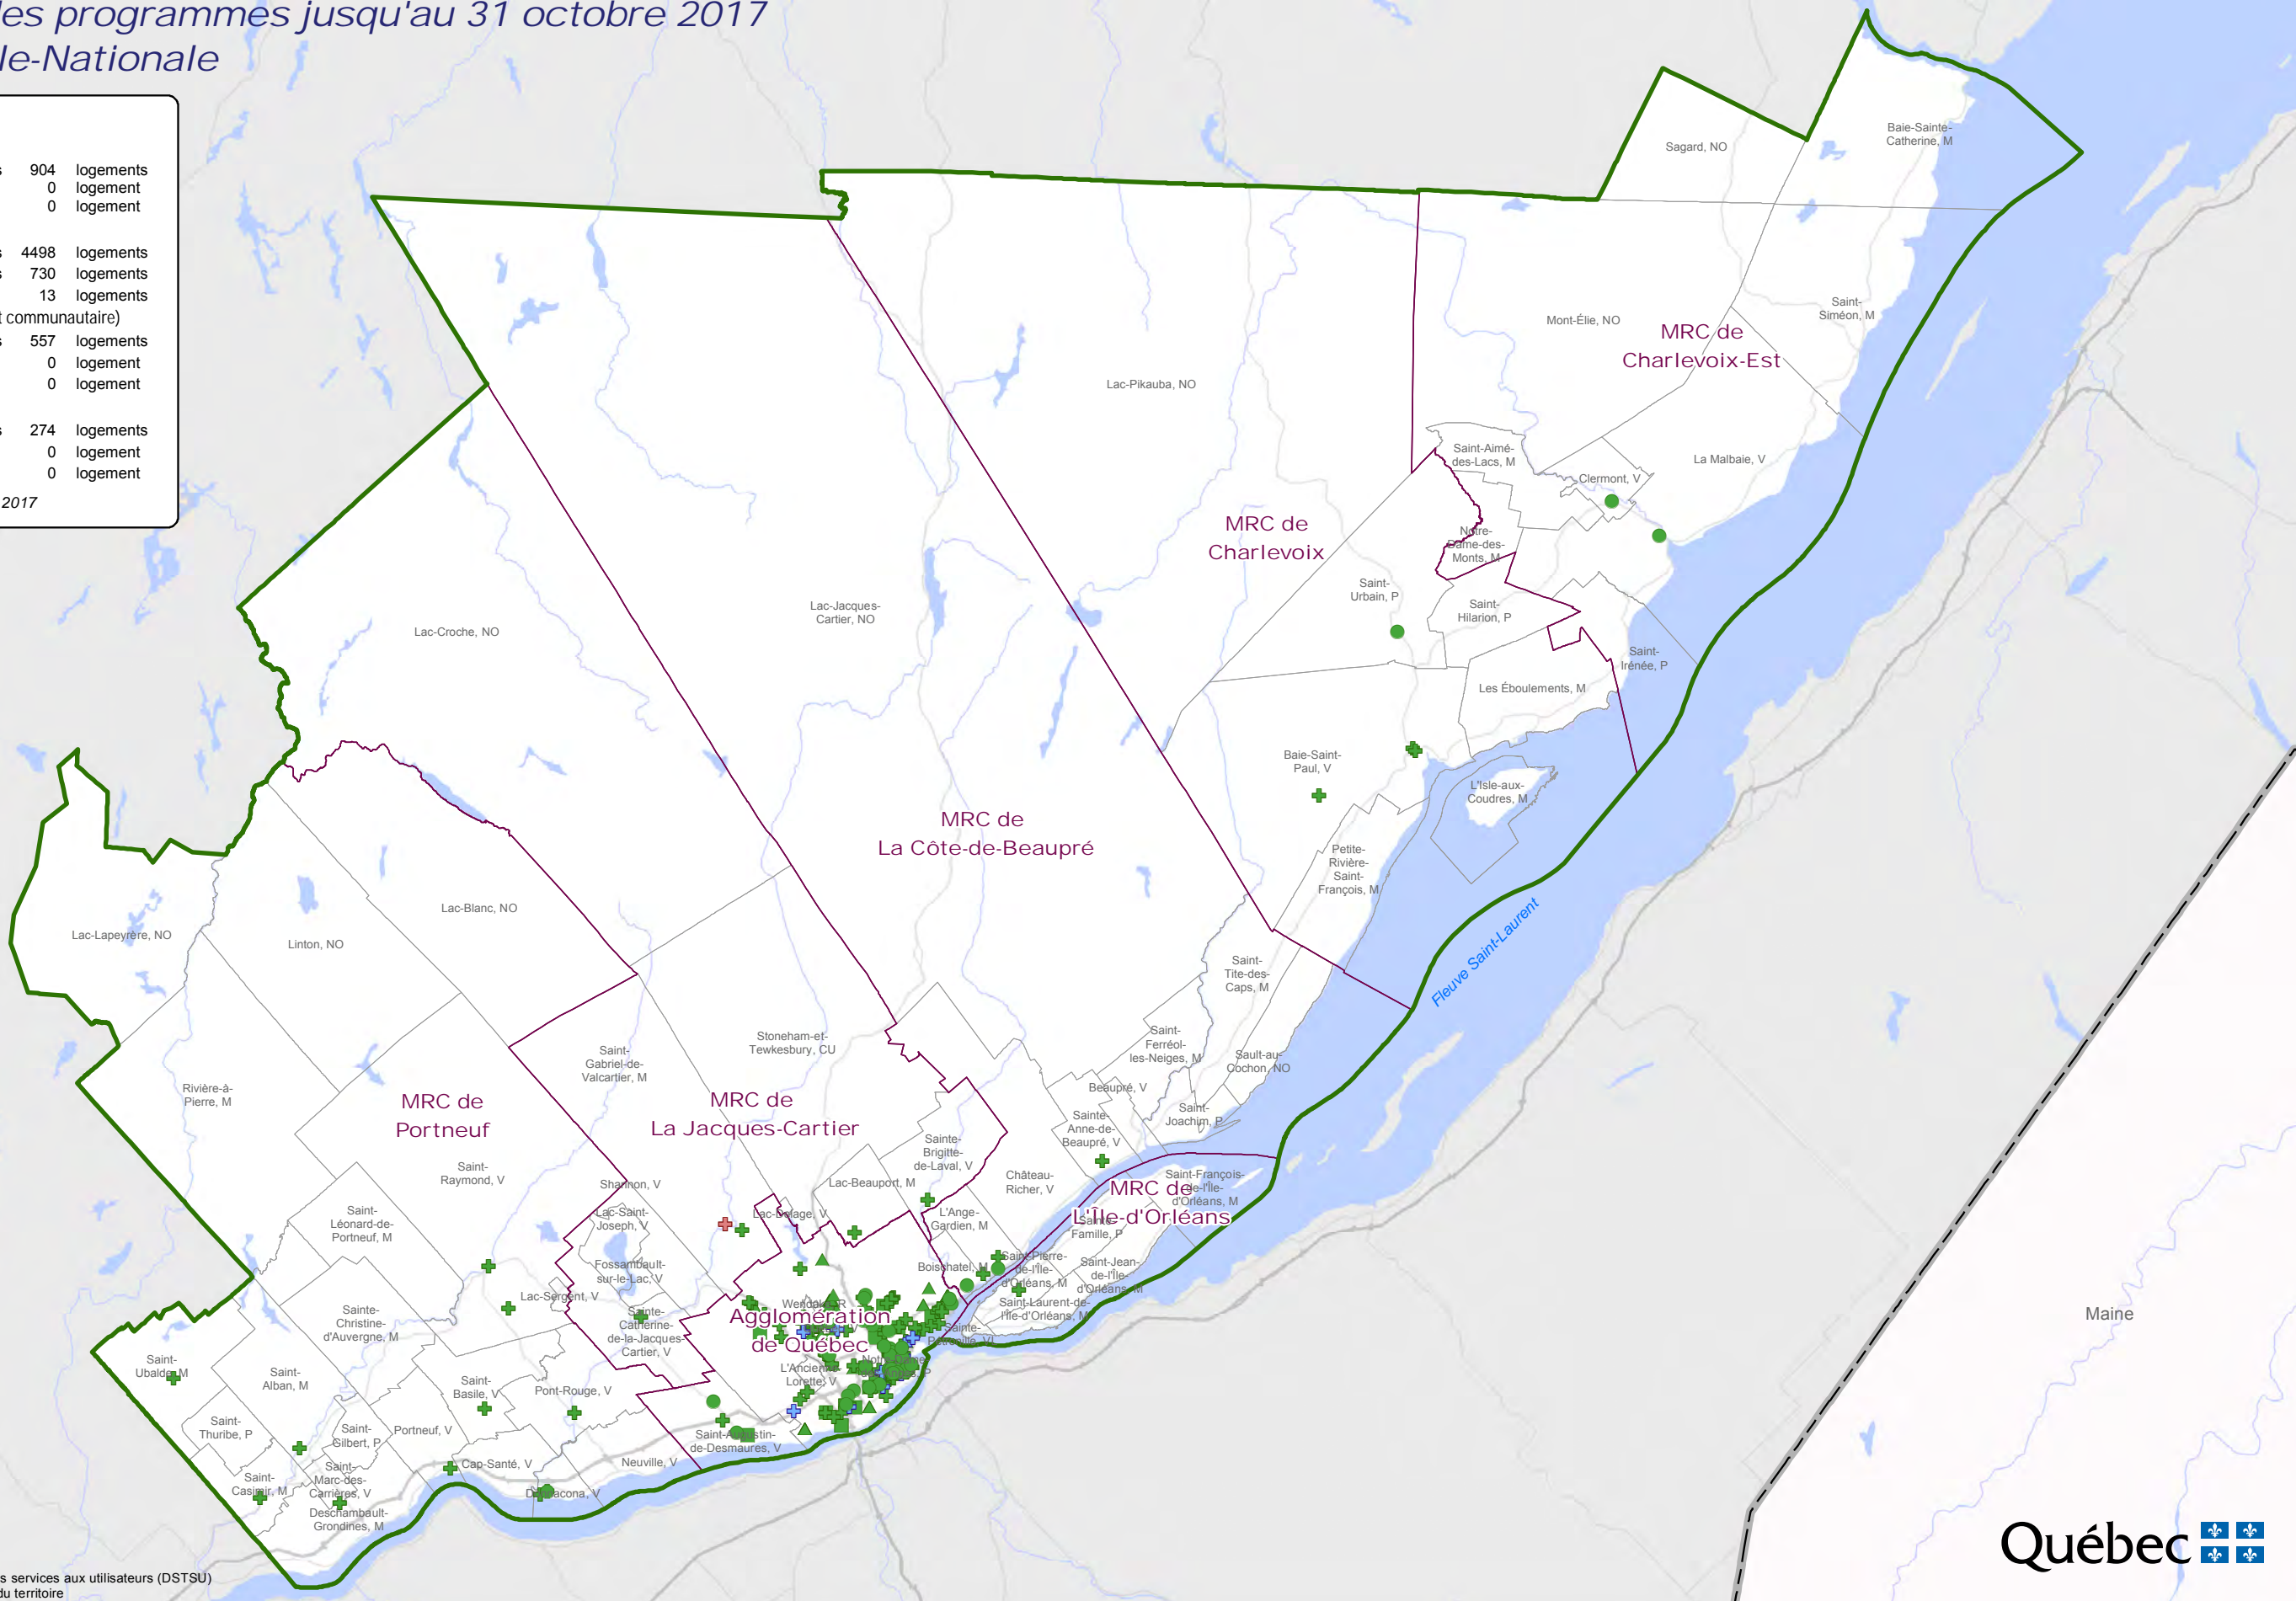 les programmes jusqu'au 31 octobre 2017
le-Nationale
904 logements
0 logement
0 logement
4498 logements
730 logements
13 logements
t communautaire)
557 logements
0 logement
0 logement
274 logements
0 logement
0 logement
2017
Sagard, NO
Baie-Sainte-
Catherine, M
Saint-
Siméon, M
Mont-Élie, NO
MRC de
Charlevoix-Est
Lac-Pikauba, NO
Saint-Aimé-
des-Lacs, M
La Malbaie, V
Clermont, V
MRC de
Charlevoix
Notre-
Dame-des-
Monts, M
Saint-
Urbain, P
Saint-
Hilarion, P
Saint-
Irénée, P
Les Éboulements, M
Lac-Jacques-
Cartier, NO
Lac-Croche, NO
Baie-Saint-
Paul, V
L'Isle-aux-
Coudres, M
MRC de
La Côte-de-Beaupré
Petite-
Rivière-
Saint-
François, M
Lac-Blanc, NO
Lac-Lapeyrère, NO
Linton, NO
Fleuve Saint-Laurent
Saint-
Tite-des-
Caps, M
Saint-
Ferréol-
les-Neiges, M
Sault-au-
Cochon, NO
Stoneham-et-
Tewkesbury, CU
Saint-
Gabriel-de-
Valcartier, M
Rivière-à-
Pierre, M
MRC de
Portneuf
MRC de
La Jacques-Cartier
Beaupré, V
Saint-
Joachim, P
Sainte-
Anne-de-
Beaupré, V
Sainte-
Brigitte-
de-Laval, V
Château-
Richer, V
Saint-
Raymond, V
Shannon, V
Lac-Beauport, M
Saint-François-
de-l'Île-
d'Orléans, M
MRC de
L'Île-d'Orléans
Sainte-
Famille, P
Saint-
Léonard-de-
Portneuf, M
Lac-Saint-
Joseph, V
Lac-Delage, V
L'Ange-
Gardien, M
Fossambault-
sur-le-Lac, V
Boischatel, M
Saint-Pierre-
de-l'Île-
d'Orléans, M
Saint-Jean-
de-l'Île-
d'Orléans, M
Saint-Laurent-de-
l'Île-d'Orléans, M
Lac-Sergent, V
Sainte-
Christine-
d'Auvergne, M
Sainte-
Catherine-
de-la-Jacques-
Cartier, V
Agglomération
de Québec
L'Ancienne-
Lorette, V
Maine
Saint-
Ubalde, M
Saint-
Alban, M
Saint-
Basile, V
Pont-Rouge, V
Saint-
Thuribe, P
Saint-
Gilbert, P
Portneuf, V
Saint-Augustin-
de-Desmaures, V
Saint-
Casimir, M
Saint-
Marc-des-
Carrières, V
Cap-Santé, V
Neuville, V
Donnacona, V
Deschambault-
Grondines, M
Québec
s services aux utilisateurs (DSTSU)
du territoire